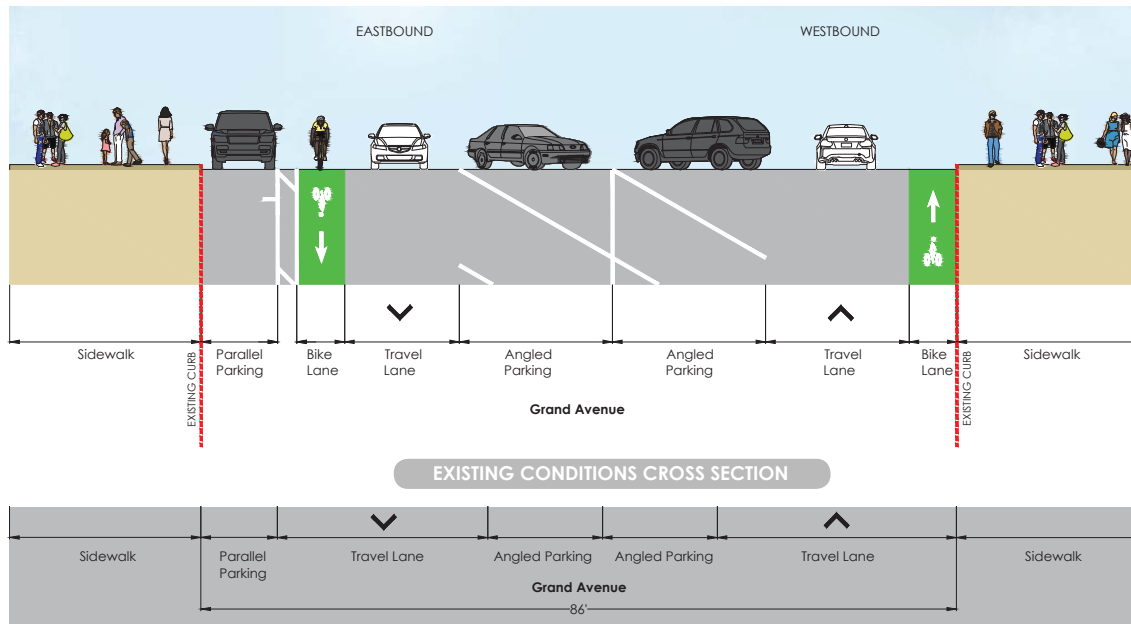 EASTBOUND
WESTBOUND
Sidewalk
EXISTING CURB
Parallel
Parking
Bike
Lane
Travel
Lane
Angled
Parking
Angled
Parking
Travel
Lane
Bike
Lane
EXISTING CURB
Sidewalk
Grand Avenue
EXISTING CONDITIONS CROSS SECTION
Sidewalk
Parallel
Parking
Travel Lane
Angled Parking
Angled Parking
Travel Lane
Sidewalk
Grand Avenue
86'